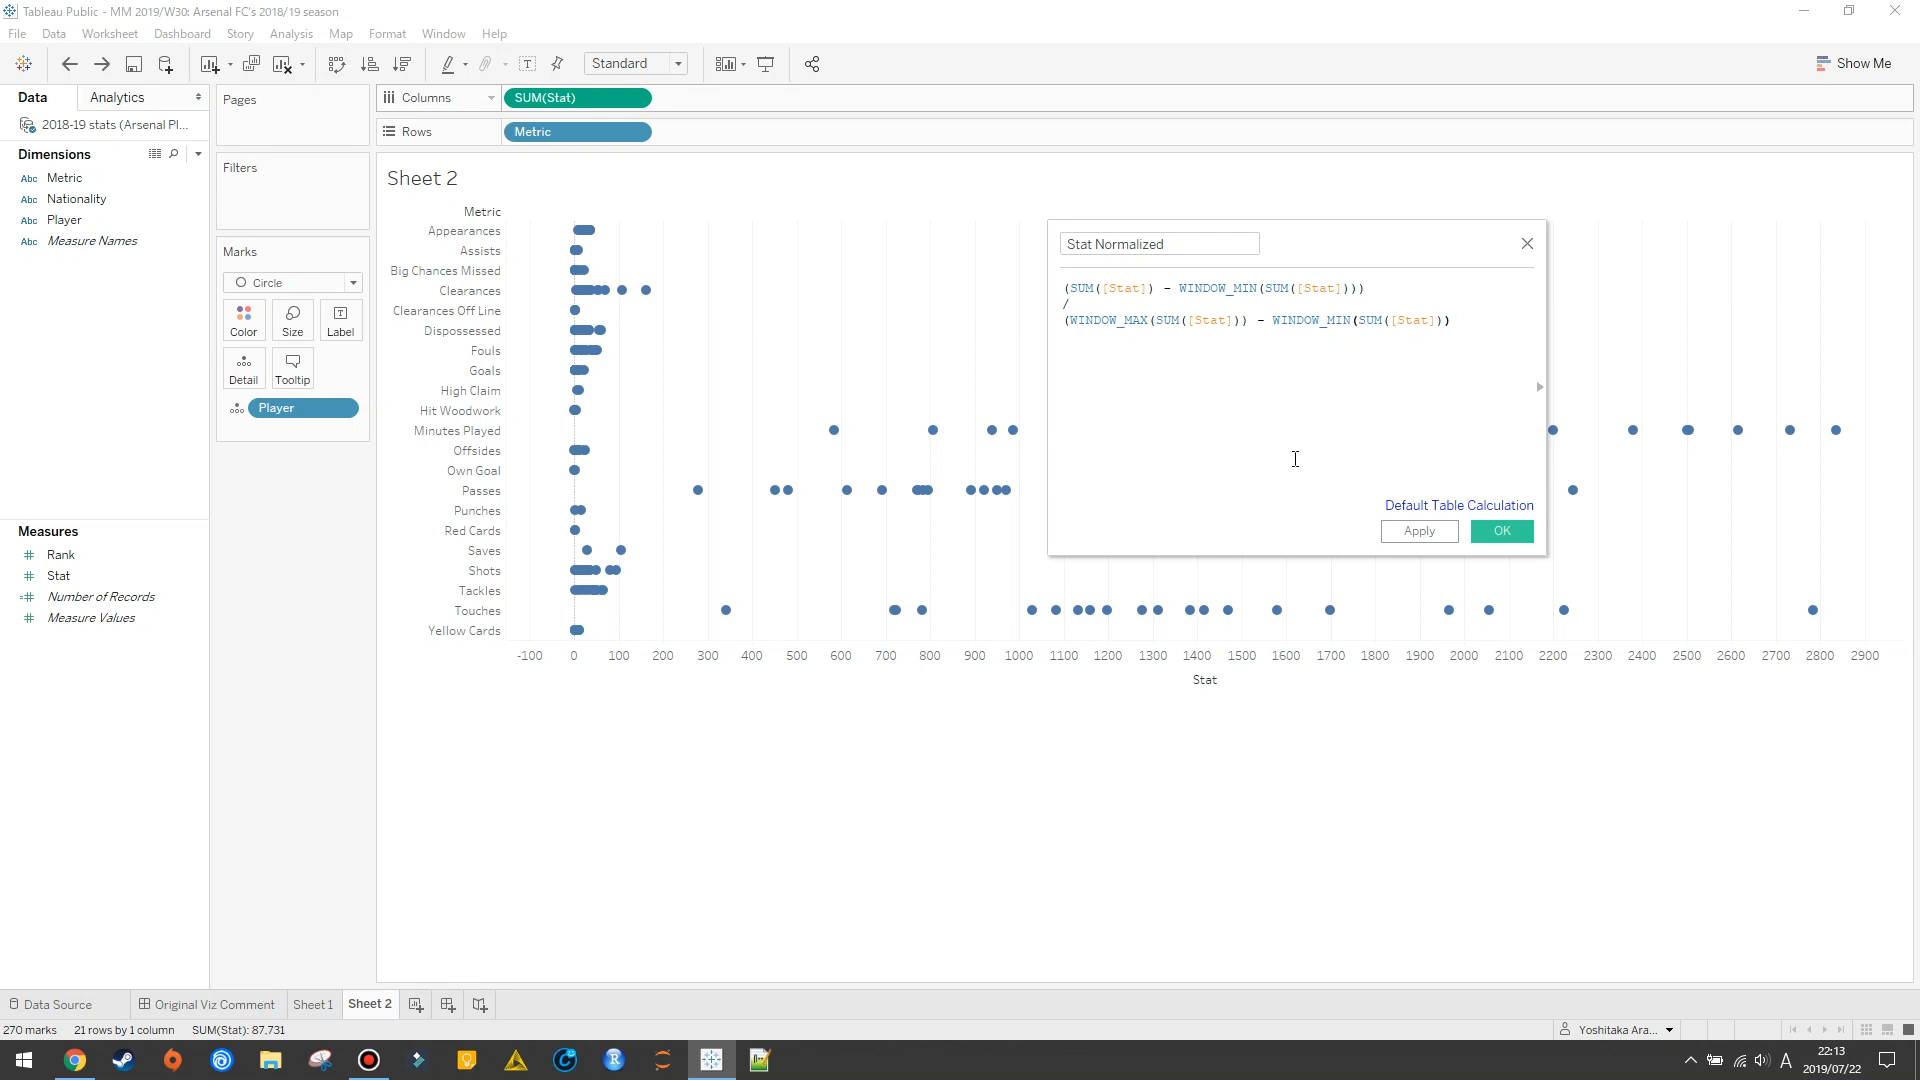 Tableau Public - MM 2019/W30: Arsenal FC's 2018/19 season
File Data Worksheet Dashboard Story Analysis Map Format Window Help
Standard
Show Me
Data Analytics
2018-19 stats (Arsenal Pl...
Dimensions
Abc Metric
Abc Nationality
Abc Player
Abc Measure Names
Measures
Rank
Stat
Number of Records
Measure Values
Pages
Filters
Marks
Circle
Color Size Label
Detail Tooltip
Player
Columns SUM(Stat)
Rows Metric
Sheet 2
Metric
Appearances
Assists
Big Chances Missed
Clearances
Clearances Off Line
Dispossessed
Fouls
Goals
High Claim
Hit Woodwork
Minutes Played
Offsides
Own Goal
Passes
Punches
Red Cards
Saves
Shots
Tackles
Touches
Yellow Cards
-100 0 100 200 300 400 500 600 700 800 900 1000 1100 1200 1300 1400 1500 1600 1700 1800 1900 2000 2100 2200 2300 2400 2500 2600 2700 2800 2900
Stat
Stat Normalized
(SUM([Stat]) - WINDOW_MIN(SUM([Stat])))
/
(WINDOW_MAX(SUM([Stat])) - WINDOW_MIN(SUM([Stat]))
Default Table Calculation
Apply OK
Data Source Original Viz Comment Sheet 1 Sheet 2
270 marks 21 rows by 1 column SUM(Stat): 87,731
Yoshitaka Ara...
A
22:13
2019/07/22